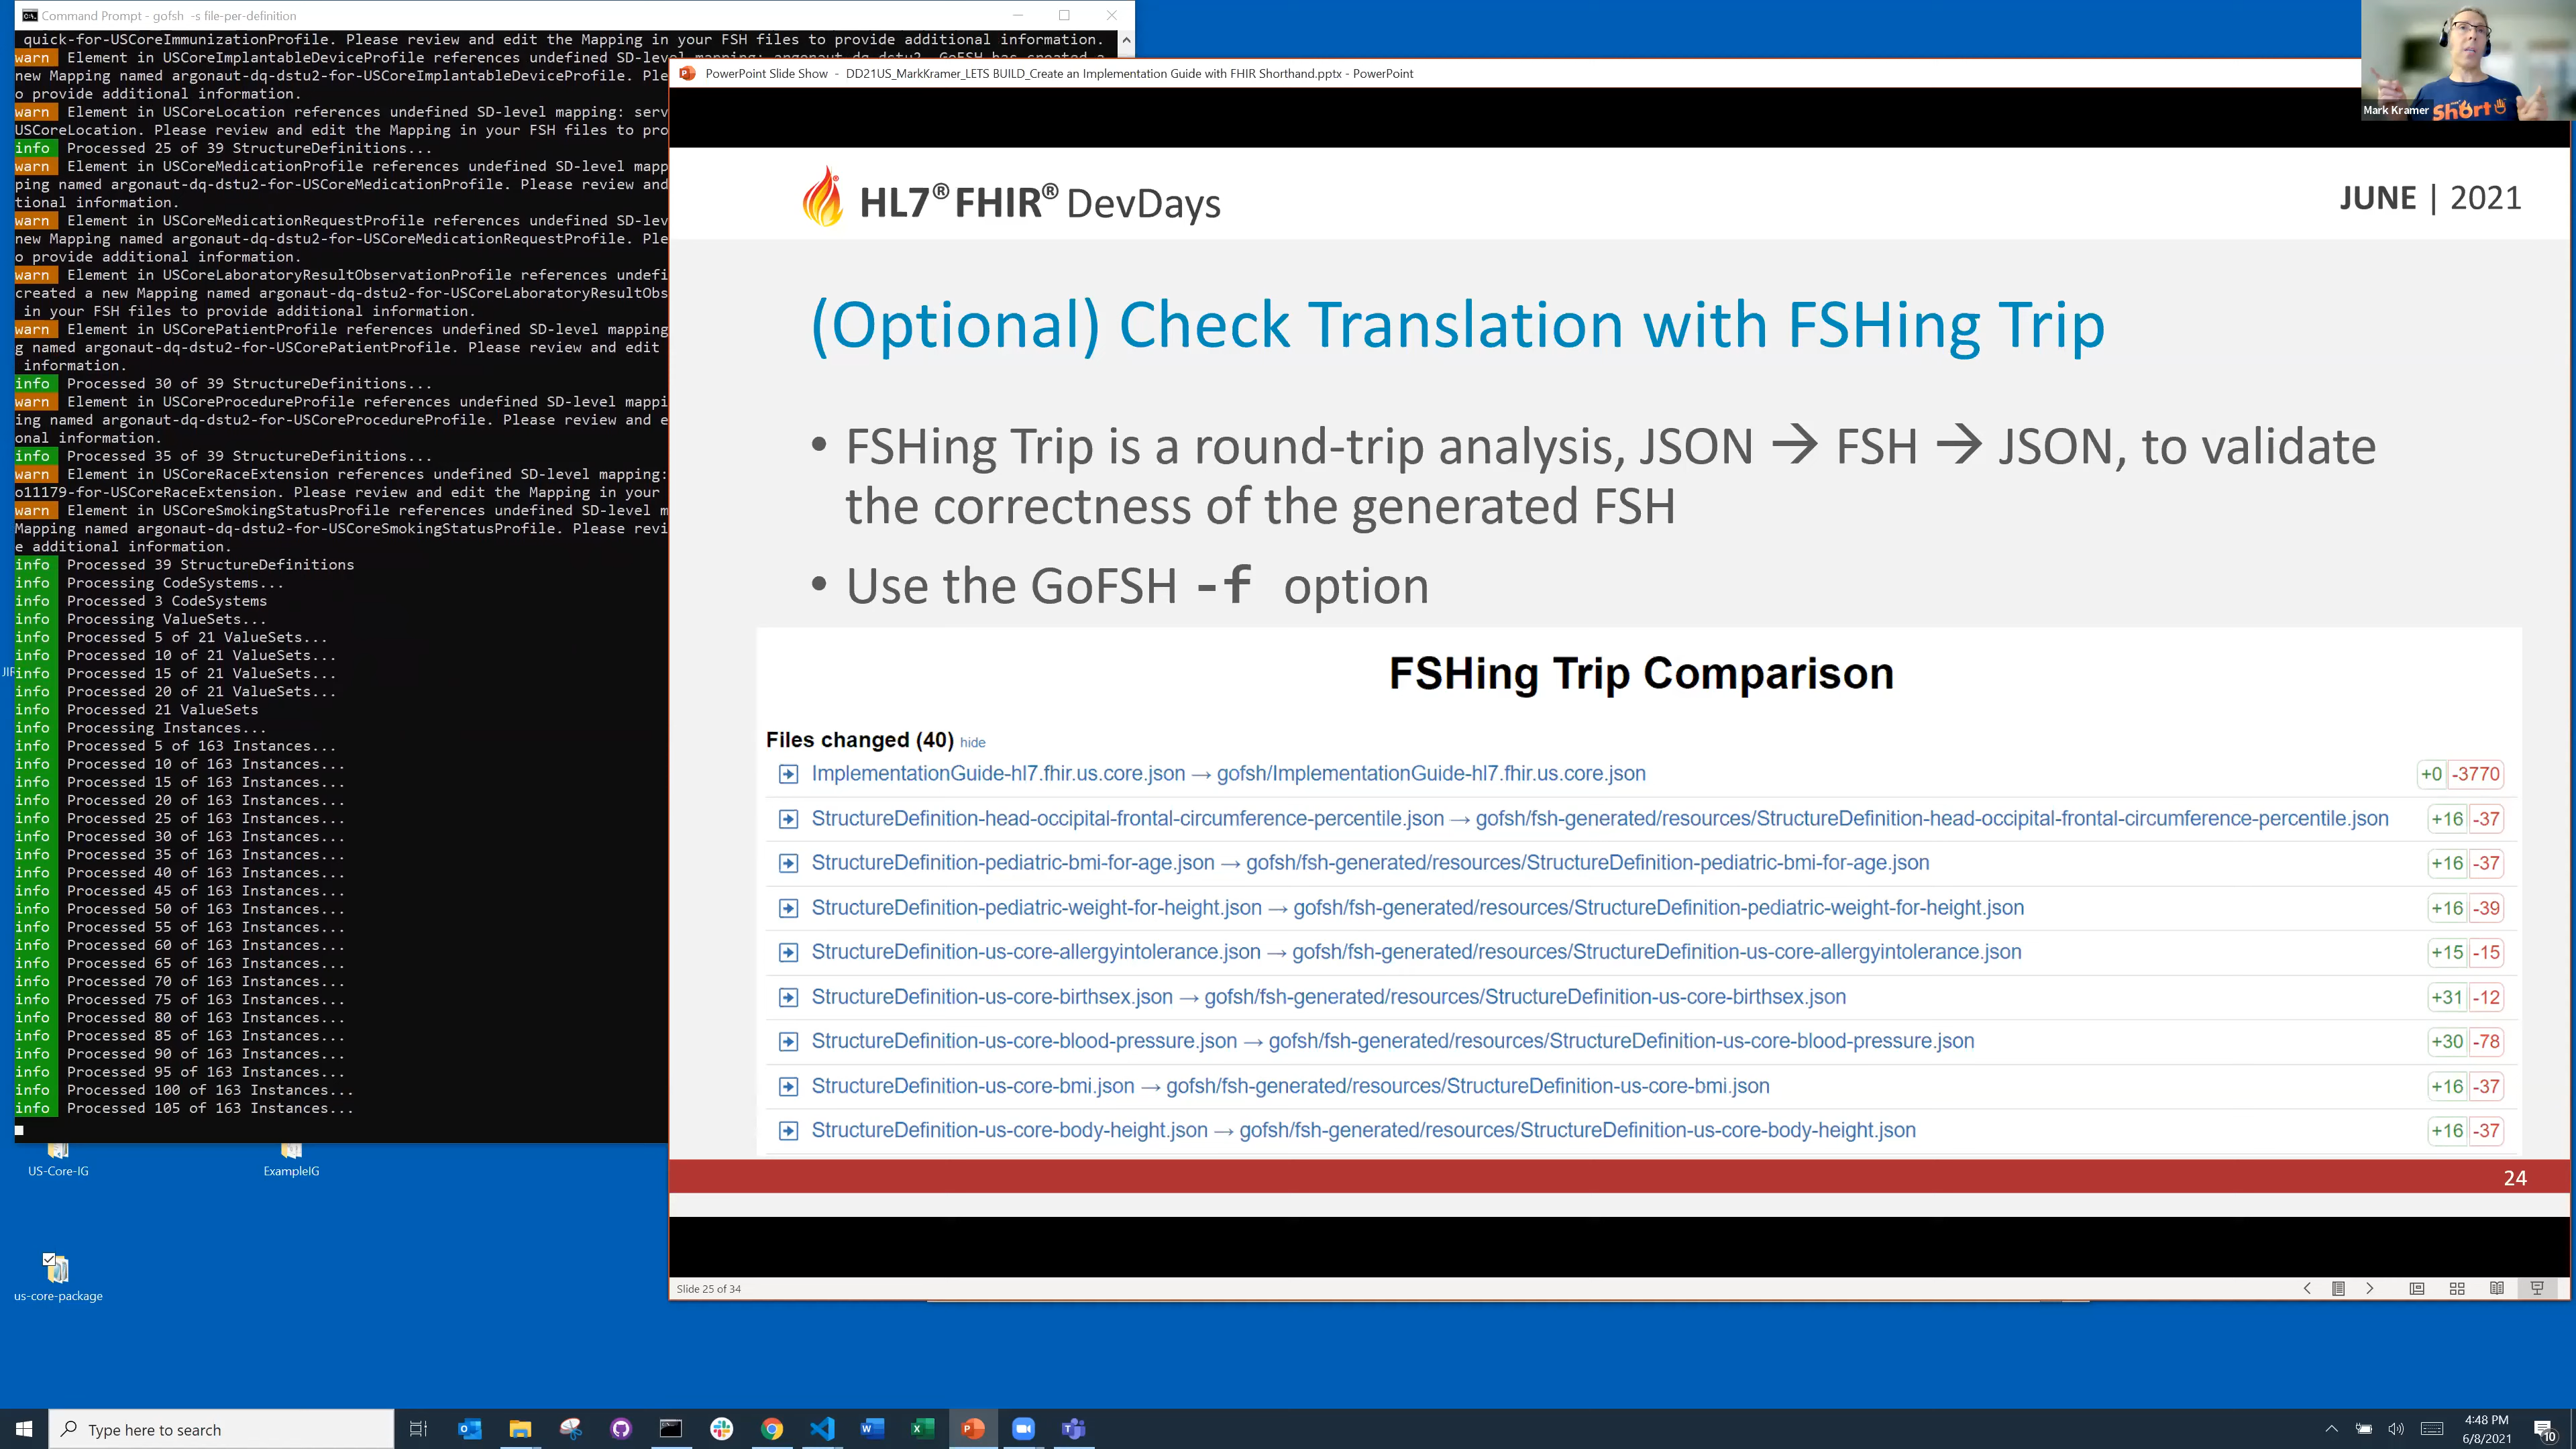 Command Prompt - gofsh  -s file-per-definition
quick-for-USCoreImmunizationProfile. Please review and edit the Mapping in your FSH files to provide additional information.
warn Element in USCoreImplantableDeviceProfile references undefined SD-level mapping: argonaut-dq-dstu2. GoFSH has created a
new Mapping named argonaut-dq-dstu2-for-USCoreImplantableDeviceProfile. Ple
o provide additional information.
warn Element in USCoreLocation references undefined SD-level mapping: serv
USCoreLocation. Please review and edit the Mapping in your FSH files to pro
info Processed 25 of 39 StructureDefinitions...
warn Element in USCoreMedicationProfile references undefined SD-level mapp
ping named argonaut-dq-dstu2-for-USCoreMedicationProfile. Please review and
tional information.
warn Element in USCoreMedicationRequestProfile references undefined SD-lev
new Mapping named argonaut-dq-dstu2-for-USCoreMedicationRequestProfile. Ple
o provide additional information.
warn Element in USCoreLaboratoryResultObservationProfile references undefi
created a new Mapping named argonaut-dq-dstu2-for-USCoreLaboratoryResultObs
in your FSH files to provide additional information.
warn Element in USCorePatientProfile references undefined SD-level mapping
g named argonaut-dq-dstu2-for-USCorePatientProfile. Please review and edit
information.
info Processed 30 of 39 StructureDefinitions...
warn Element in USCoreProcedureProfile references undefined SD-level mappi
ing named argonaut-dq-dstu2-for-USCoreProcedureProfile. Please review and e
onal information.
info Processed 35 of 39 StructureDefinitions...
warn Element in USCoreRaceExtension references undefined SD-level mapping:
o11179-for-USCoreRaceExtension. Please review and edit the Mapping in your
warn Element in USCoreSmokingStatusProfile references undefined SD-level m
Mapping named argonaut-dq-dstu2-for-USCoreSmokingStatusProfile. Please revi
e additional information.
info Processed 39 StructureDefinitions
info Processing CodeSystems...
info Processed 3 CodeSystems
info Processing ValueSets...
info Processed 5 of 21 ValueSets...
info Processed 10 of 21 ValueSets...
info Processed 15 of 21 ValueSets...
info Processed 20 of 21 ValueSets...
info Processed 21 ValueSets
info Processing Instances...
info Processed 5 of 163 Instances...
info Processed 10 of 163 Instances...
info Processed 15 of 163 Instances...
info Processed 20 of 163 Instances...
info Processed 25 of 163 Instances...
info Processed 30 of 163 Instances...
info Processed 35 of 163 Instances...
info Processed 40 of 163 Instances...
info Processed 45 of 163 Instances...
info Processed 50 of 163 Instances...
info Processed 55 of 163 Instances...
info Processed 60 of 163 Instances...
info Processed 65 of 163 Instances...
info Processed 70 of 163 Instances...
info Processed 75 of 163 Instances...
info Processed 80 of 163 Instances...
info Processed 85 of 163 Instances...
info Processed 90 of 163 Instances...
info Processed 95 of 163 Instances...
info Processed 100 of 163 Instances...
info Processed 105 of 163 Instances...
US-Core-IG
ExampleIG
us-core-package
PowerPoint Slide Show - DD21US_MarkKramer_LETS BUILD_Create an Implementation Guide with FHIR Shorthand.pptx - PowerPoint
Mark Kramer
Short
HL7® FHIR® DevDays
JUNE | 2021
(Optional) Check Translation with FSHing Trip
• FSHing Trip is a round-trip analysis, JSON → FSH → JSON, to validate
the correctness of the generated FSH
• Use the GoFSH -f option
FSHing Trip Comparison
Files changed (40) hide
ImplementationGuide-hl7.fhir.us.core.json → gofsh/ImplementationGuide-hl7.fhir.us.core.json +0 -3770
StructureDefinition-head-occipital-frontal-circumference-percentile.json → gofsh/fsh-generated/resources/StructureDefinition-head-occipital-frontal-circumference-percentile.json +16 -37
StructureDefinition-pediatric-bmi-for-age.json → gofsh/fsh-generated/resources/StructureDefinition-pediatric-bmi-for-age.json +16 -37
StructureDefinition-pediatric-weight-for-height.json → gofsh/fsh-generated/resources/StructureDefinition-pediatric-weight-for-height.json +16 -39
StructureDefinition-us-core-allergyintolerance.json → gofsh/fsh-generated/resources/StructureDefinition-us-core-allergyintolerance.json +15 -15
StructureDefinition-us-core-birthsex.json → gofsh/fsh-generated/resources/StructureDefinition-us-core-birthsex.json +31 -12
StructureDefinition-us-core-blood-pressure.json → gofsh/fsh-generated/resources/StructureDefinition-us-core-blood-pressure.json +30 -78
StructureDefinition-us-core-bmi.json → gofsh/fsh-generated/resources/StructureDefinition-us-core-bmi.json +16 -37
StructureDefinition-us-core-body-height.json → gofsh/fsh-generated/resources/StructureDefinition-us-core-body-height.json +16 -37
24
Slide 25 of 34
Type here to search
4:48 PM
6/8/2021
10